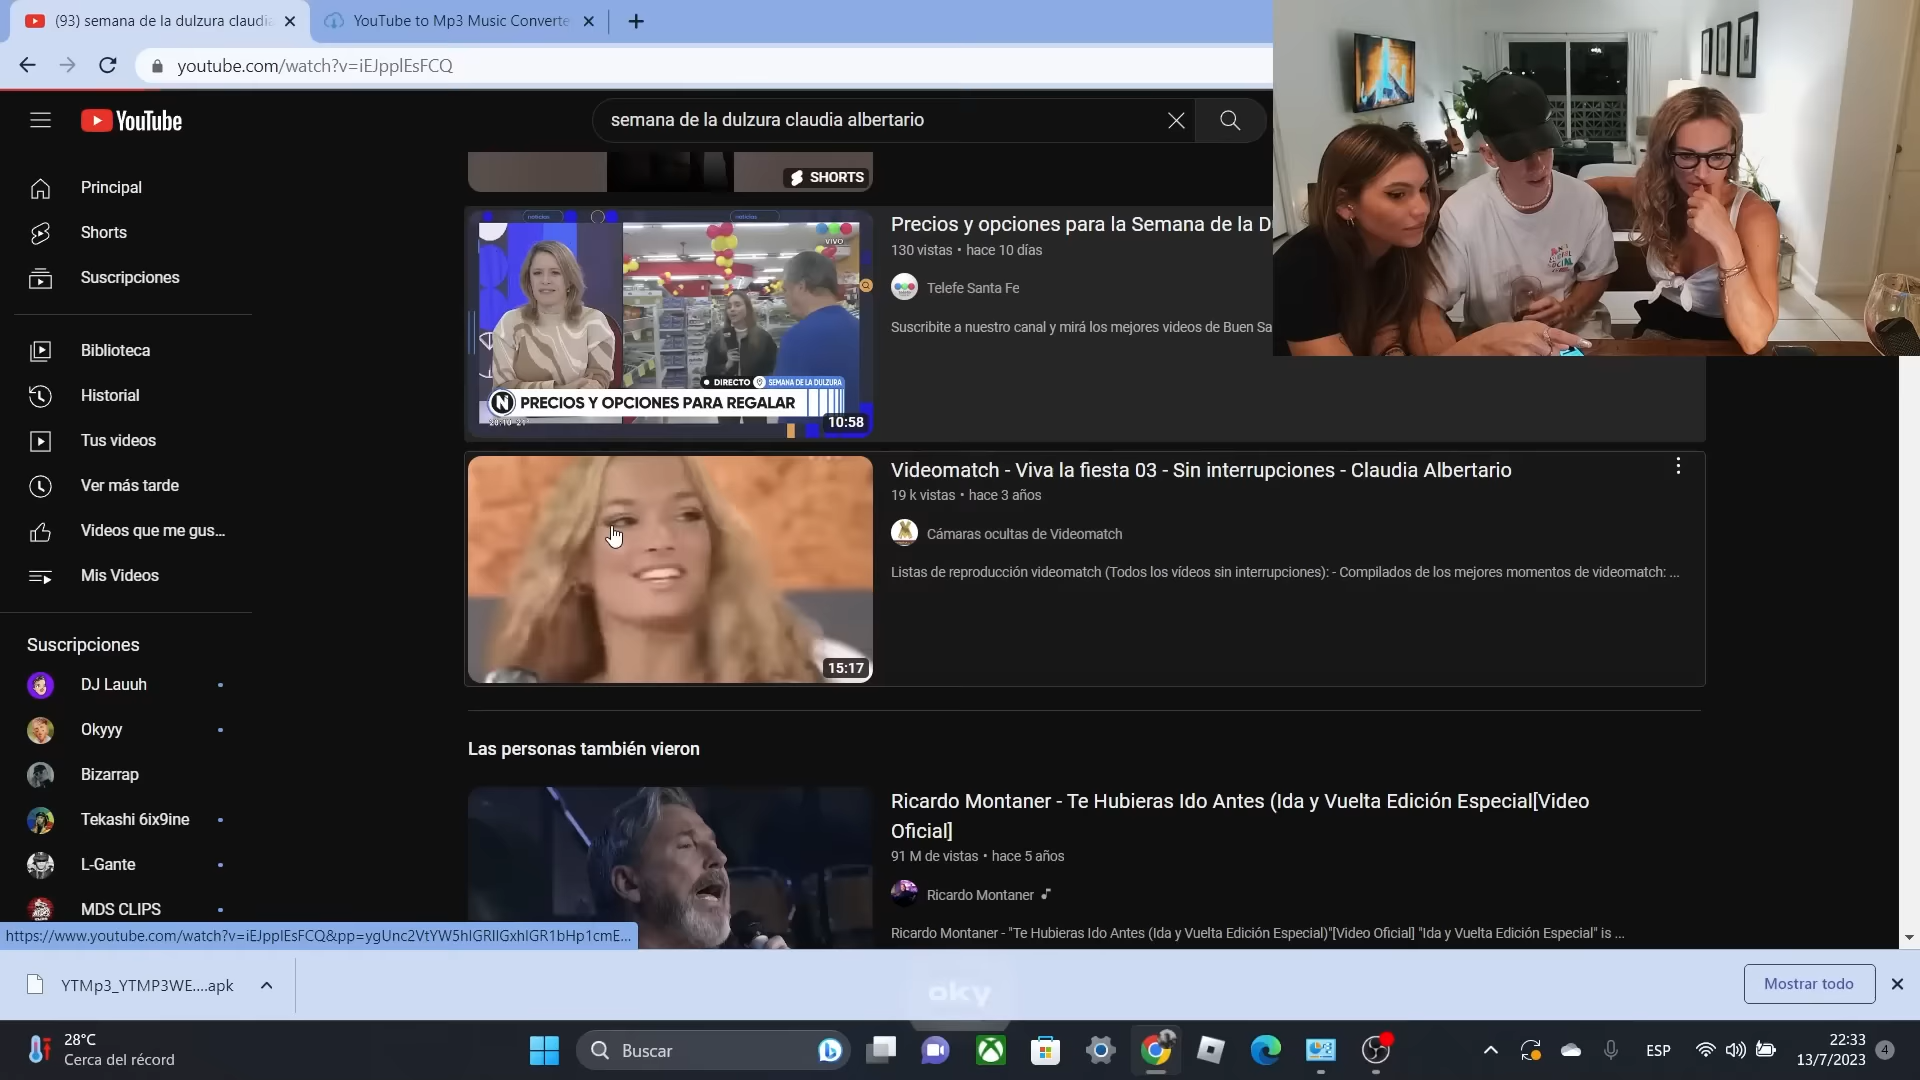 (93) semana de la dulzura claudia
YouTube to Mp3 Music Converte
youtube.com/watch?v=iEJpplEsFCQ
YouTube
semana de la dulzura claudia albertario
Principal
Shorts
Suscripciones
Biblioteca
Historial
Tus videos
Ver más tarde
Videos que me gus...
Mis Videos
Suscripciones
DJ Lauuh
Okyyy
Bizarrap
Tekashi 6ix9ine
L-Gante
MDS CLIPS
SHORTS
noticias
noticias
VIVO
DIRECTO SEMANA DE LA DULZURA
N PRECIOS Y OPCIONES PARA REGALAR
20:10 21°
10:58
Precios y opciones para la Semana de la D
130 vistas • hace 10 días
Telefe Santa Fe
Suscribite a nuestro canal y mirá los mejores videos de Buen Sa
15:17
Videomatch - Viva la fiesta 03 - Sin interrupciones - Claudia Albertario
19 k vistas • hace 3 años
Cámaras ocultas de Videomatch
Listas de reproducción videomatch (Todos los vídeos sin interrupciones): - Compilados de los mejores momentos de videomatch: ...
Las personas también vieron
Ricardo Montaner - Te Hubieras Ido Antes (Ida y Vuelta Edición Especial[Video
Oficial]
91 M de vistas • hace 5 años
Ricardo Montaner
Ricardo Montaner - "Te Hubieras Ido Antes (Ida y Vuelta Edición Especial)"[Video Oficial] "Ida y Vuelta Edición Especial" is ...
https://www.youtube.com/watch?v=iEJpplEsFCQ&pp=ygUnc2VtYW5hIGRlIGxhIGR1bHp1cmE...
YTMp3_YTMP3WE....apk
oky
Mostrar todo
28°C
Cerca del récord
Buscar
ESP
22:33
13/7/2023
4